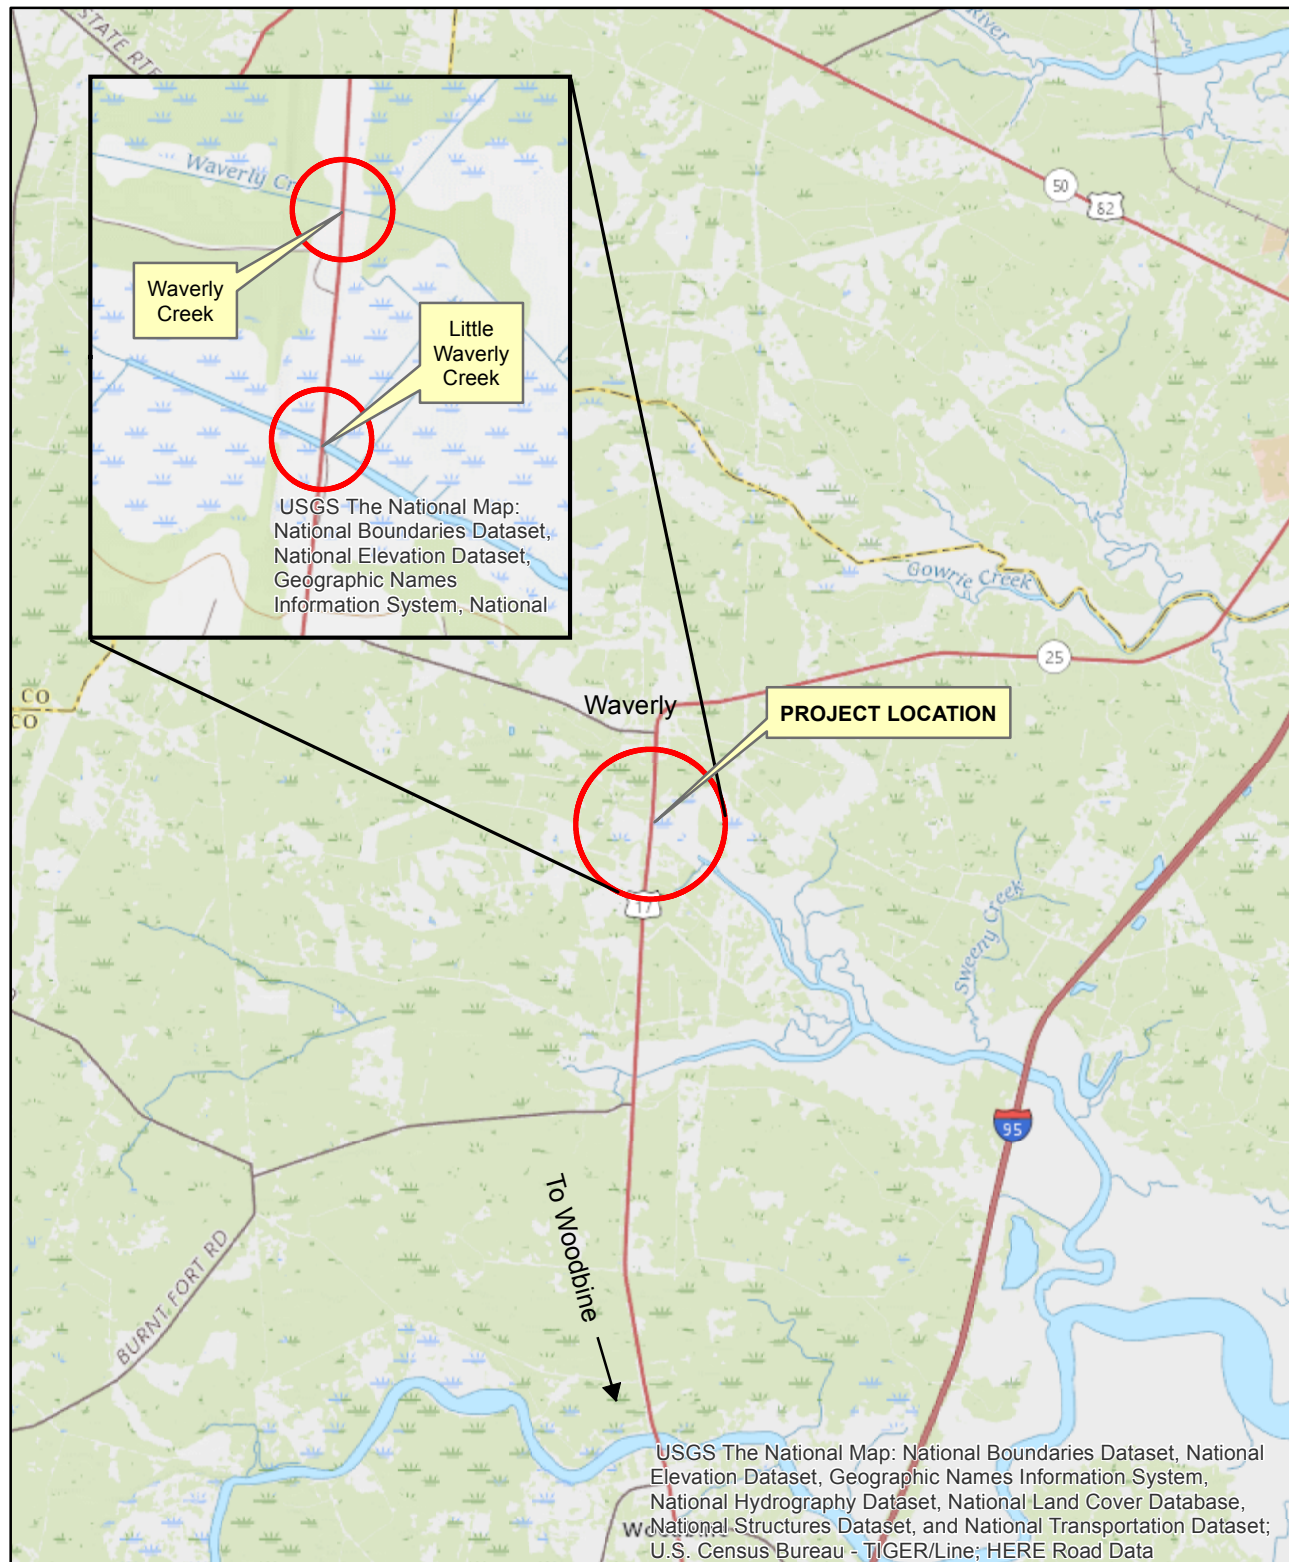 STATE RTE
River
Waverly Cr
50
82
Waverly
Creek
Little
Waverly
Creek
USGS The National Map:
National Boundaries Dataset,
National Elevation Dataset,
Geographic Names
Information System, National
Gowrie Creek
25
CO
CO
Waverly
PROJECT LOCATION
17
Sweeny Creek
95
To Woodbine
BURNT FORT RD
USGS The National Map: National Boundaries Dataset, National
Elevation Dataset, Geographic Names Information System,
National Hydrography Dataset, National Land Cover Database,
National Structures Dataset, and National Transportation Dataset;
U.S. Census Bureau - TIGER/Line; HERE Road Data